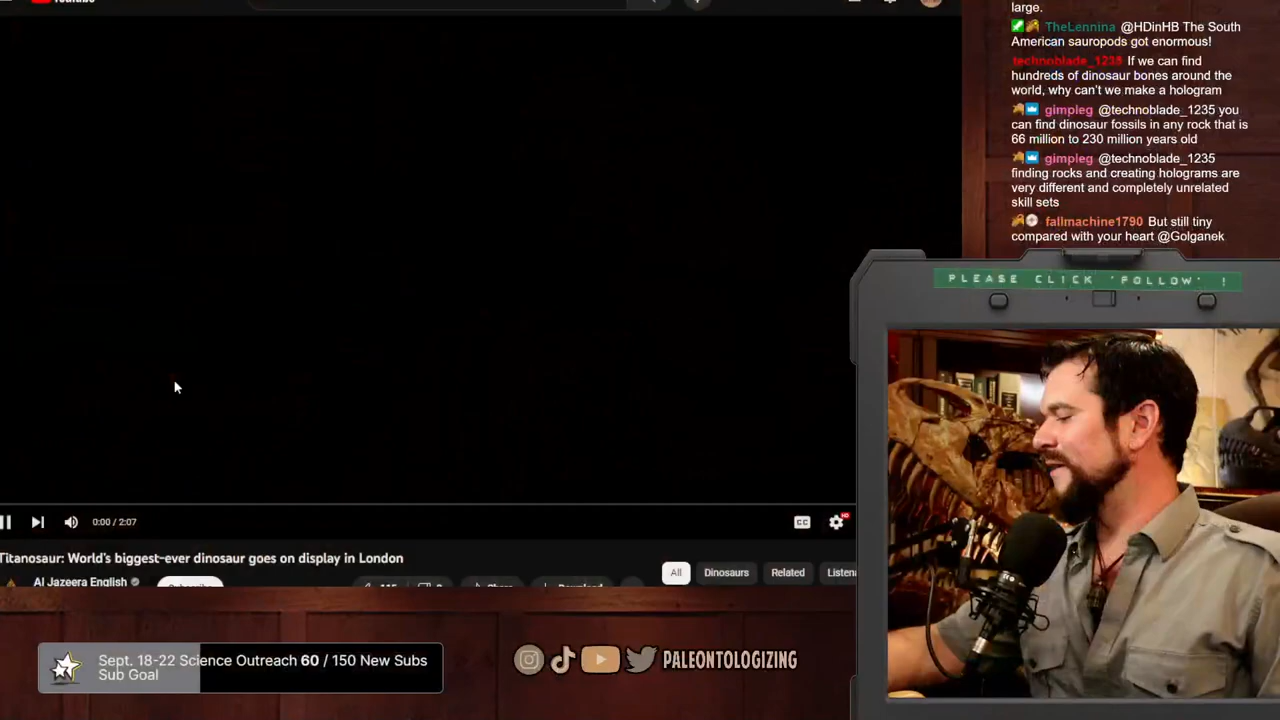 large.
TheLennina @HDinHB The South
American sauropods got enormous!
technoblade_1235 If we can find
hundreds of dinosaur bones around the
world, why can't we make a hologram
gimpleg @technoblade_1235 you
can find dinosaur fossils in any rock that is
66 million to 230 million years old
gimpleg @technoblade_1235
finding rocks and creating holograms are
very different and completely unrelated
skill sets
fallmachine1790 But still tiny
compared with your heart @Golganek
PLEASE CLICK 'FOLLOW' !
0:00 / 2:07
CC
HD
Titanosaur: World's biggest-ever dinosaur goes on display in London
Al Jazeera English
All
Dinosaurs
Related
Sept. 18-22 Science Outreach 60 / 150 New Subs
Sub Goal
PALEONTOLOGIZING